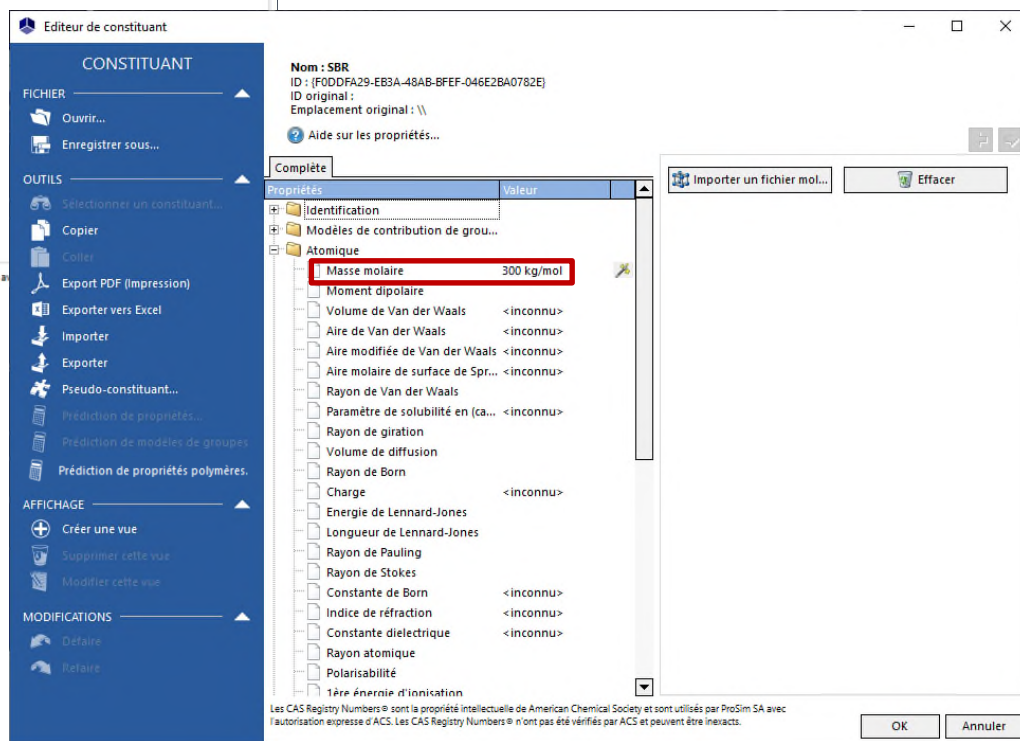 Editeur de constituant
CONSTITUANT
FICHIER
Ouvrir...
Enregistrer sous...
OUTILS
Sélectionner un constituant...
Copier
Coller
Export PDF (Impression)
Exporter vers Excel
Importer
Exporter
Pseudo-constituant...
Prédiction de propriétés...
Prédiction de modèles de groupes
Prédiction de propriétés polymères.
AFFICHAGE
Créer une vue
Supprimer cette vue
Modifier cette vue
MODIFICATIONS
Défaire
Refaire
Nom : SBR
ID : {F0DDFA29-EB3A-48AB-BFEF-046E2BA0782E}
ID original :
Emplacement original : \\
Aide sur les propriétés...
Complète
Propriétés Valeur
Identification
Modèles de contribution de grou...
Atomique
Masse molaire 300 kg/mol
Moment dipolaire
Volume de Van der Waals <inconnu>
Aire de Van der Waals <inconnu>
Aire modifiée de Van der Waals <inconnu>
Aire molaire de surface de Spr... <inconnu>
Rayon de Van der Waals
Paramètre de solubilité en (ca... <inconnu>
Rayon de giration
Volume de diffusion
Rayon de Born
Charge <inconnu>
Energie de Lennard-Jones
Longueur de Lennard-Jones
Rayon de Pauling
Rayon de Stokes
Constante de Born <inconnu>
Indice de réfraction <inconnu>
Constante dielectrique <inconnu>
Rayon atomique
Polarisabilité
1ère énergie d'ionisation
Importer un fichier mol...
Effacer
Les CAS Registry Numbers® sont la propriété intellectuelle de American Chemical Society et sont utilisés par ProSim SA avec
l'autorisation expresse d'ACS. Les CAS Registry Numbers® n'ont pas été vérifiés par ACS et peuvent être inexacts.
OK
Annuler